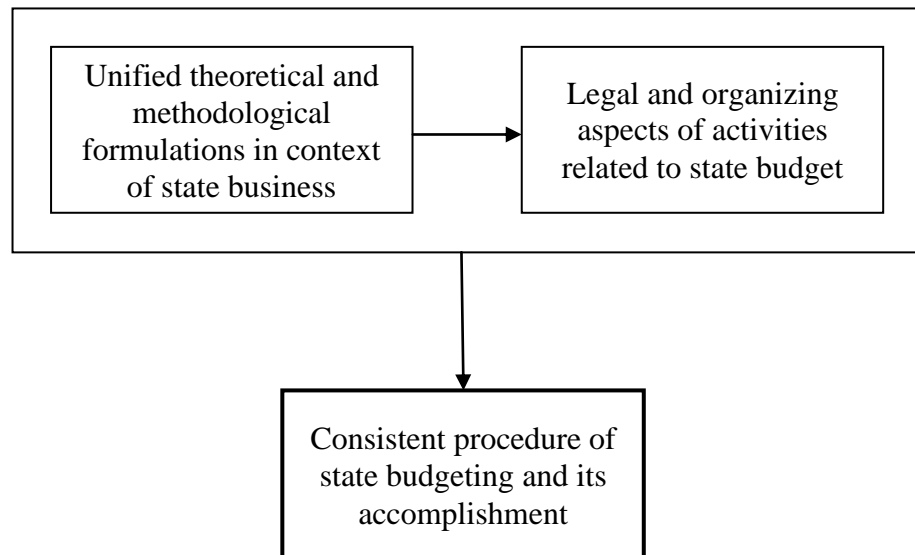 Unified theoretical and
methodological
formulations in context
of state business
Legal and organizing
aspects of activities
related to state budget
Consistent procedure of
state budgeting and its
accomplishment